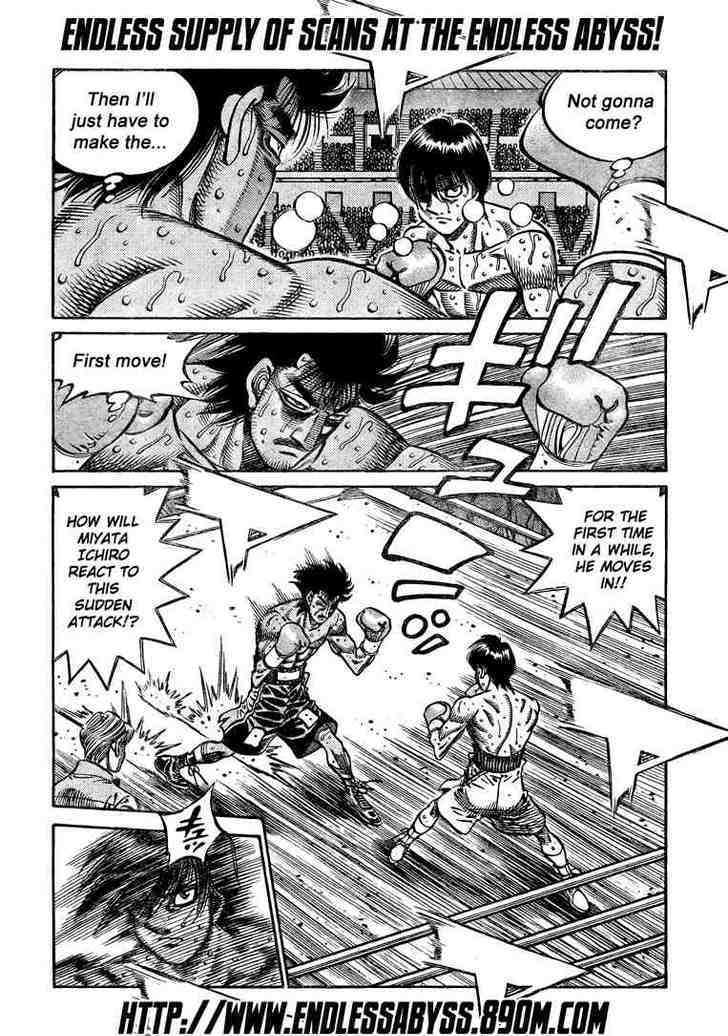 ENDLESS SUPPLY OF SCANS AT THE ENDLESS ABYSS!
Then I'll
just have to
make the...
Not gonna
come?
First move!
ギュ
HOW WILL
MIYATA
ICHIRO
REACT TO
THIS
SUDDEN
ATTACK!?
FOR THE
FIRST TIME
IN A WHILE,
HE MOVES
IN!!
HTTP://WWW.ENDLESSABYSS.890M.COM